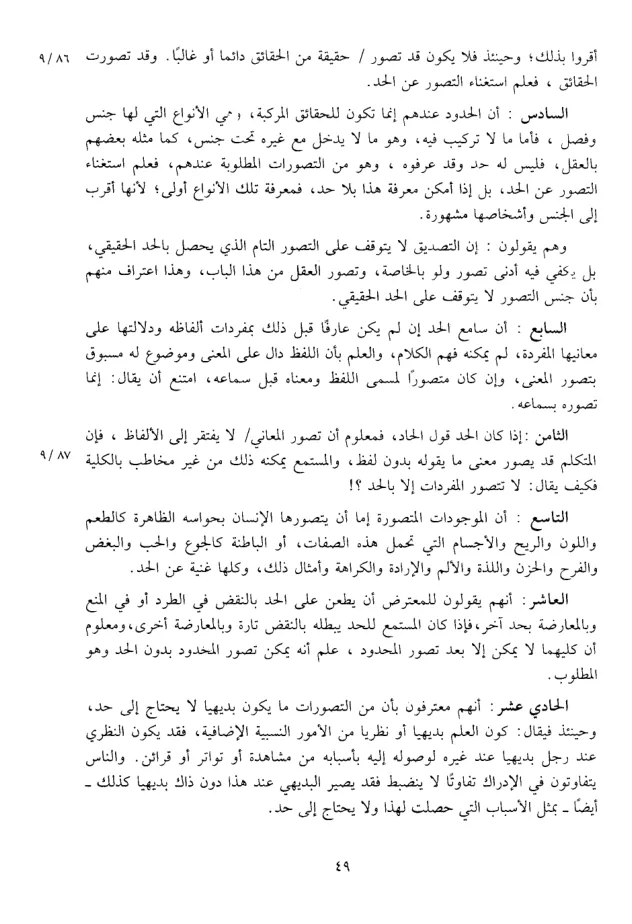 أقروا بذلك؛ وحينئذ فلا يكون قد تصور / حقيقة من الحقائق دائما أو غالبًا. وقد تصورت ٩/٨٦
الحقائق ، فعلم استغناء التصور عن الحد.
السادس : أن الحدود عندهم إنما تكون للحقائق المركبة، وهي الأنواع التي لها جنس
وفصل ، فأما ما لا تركيب فيه، وهو ما لا يدخل مع غيره تحت جنس، كما مثله بعضهم
بالعقل، فليس له حد وقد عرفوه ، وهو من التصورات المطلوبة عندهم، فعلم استغناء
التصور عن الحد، بل إذا أمكن معرفة هذا بلا حد، فمعرفة تلك الأنواع أولى؛ لأنها أقرب
إلى الجنس وأشخاصها مشهورة.
وهم يقولون : إن التصديق لا يتوقف على التصور التام الذي يحصل بالحد الحقيقي،
بل يكفي فيه أدنى تصور ولو بالخاصة، وتصور العقل من هذا الباب، وهذا اعتراف منهم
بأن جنس التصور لا يتوقف على الحد الحقيقي.
السابع : أن سامع الحد إن لم يكن عارفًا قبل ذلك بمفردات ألفاظه ودلالتها على
معانيها المفردة، لم يمكنه فهم الكلام، والعلم بأن اللفظ دال على المعنى وموضوع له مسبوق
بتصور المعنى، وإن كان متصورًا لمسمى اللفظ ومعناه قبل سماعه، امتنع أن يقال: إنما
تصوره بسماعه.
الثامن :إذا كان الحد قول الحاد، فمعلوم أن تصور المعاني/ لا يفتقر إلى الألفاظ ، فإن ٩/٨٧
المتكلم قد يصور معنى ما يقوله بدون لفظ، والمستمع يمكنه ذلك من غير مخاطب بالكلية
فكيف يقال: لا تتصور المفردات إلا بالحد ؟!
التاسع : أن الموجودات المتصورة إما أن يتصورها الإنسان بحواسه الظاهرة كالطعم
واللون والريح والأجسام التي تحمل هذه الصفات، أو الباطنة كالجوع والحب والبغض
والفرح والحزن واللذة والألم والإرادة والكراهة وأمثال ذلك، وكلها غنية عن الحد.
العاشر : أنهم يقولون للمعترض أن يطعن على الحد بالنقض في الطرد أو في المنع
وبالمعارضة بحد آخر،فإذا كان المستمع للحد يبطله بالنقض تارة وبالمعارضة أخرى،ومعلوم
أن كليهما لا يمكن إلا بعد تصور المحدود ، علم أنه يمكن تصور المحدود بدون الحد وهو
المطلوب.
الحادي عشر : أنهم معترفون بأن من التصورات ما يكون بديهيا لا يحتاج إلى حد،
وحينئذ فيقال: كون العلم بديهيا أو نظريا من الأمور النسبية الإضافية، فقد يكون النظري
عند رجل بديهيا عند غيره لوصوله إليه بأسبابه من مشاهدة أو تواتر أو قرائن. والناس
يتفاوتون في الإدراك تفاوتًا لا ينضبط فقد يصير البديهي عند هذا دون ذاك بديهيا كذلك ـ
أيضًا ـ بمثل الأسباب التي حصلت لهذا ولا يحتاج إلى حد.
٤٩